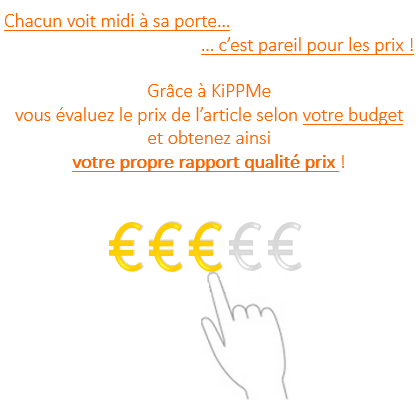 Chacun voit midi à sa porte...
... c’est pareil pour les prix !
Grâce à KiPPMe
vous évaluez le prix de l’article selon votre budget
et obtenez ainsi
votre propre rapport qualité prix !
€ € € € €